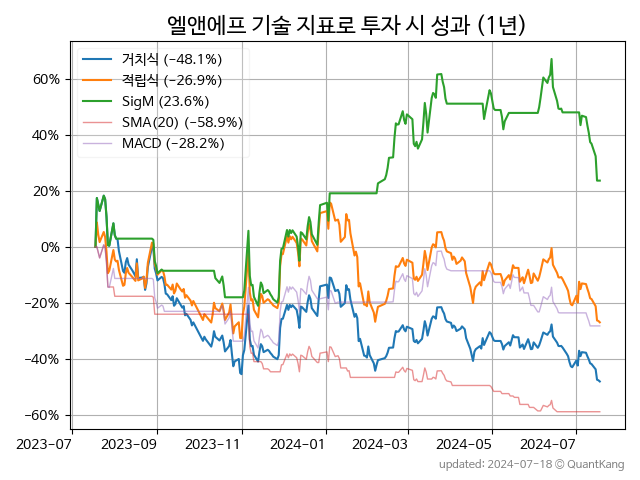 엘앤에프 기술 지표로 투자 시 성과 (1년)
거치식 (−48.1%)
적립식 (−26.9%)
SigM (23.6%)
SMA(20) (−58.9%)
MACD (−28.2%)
60%
40%
20%
0%
−20%
−40%
−60%
2023-07 2023-09 2023-11 2024-01 2024-03 2024-05 2024-07
updated: 2024-07-18 © QuantKang